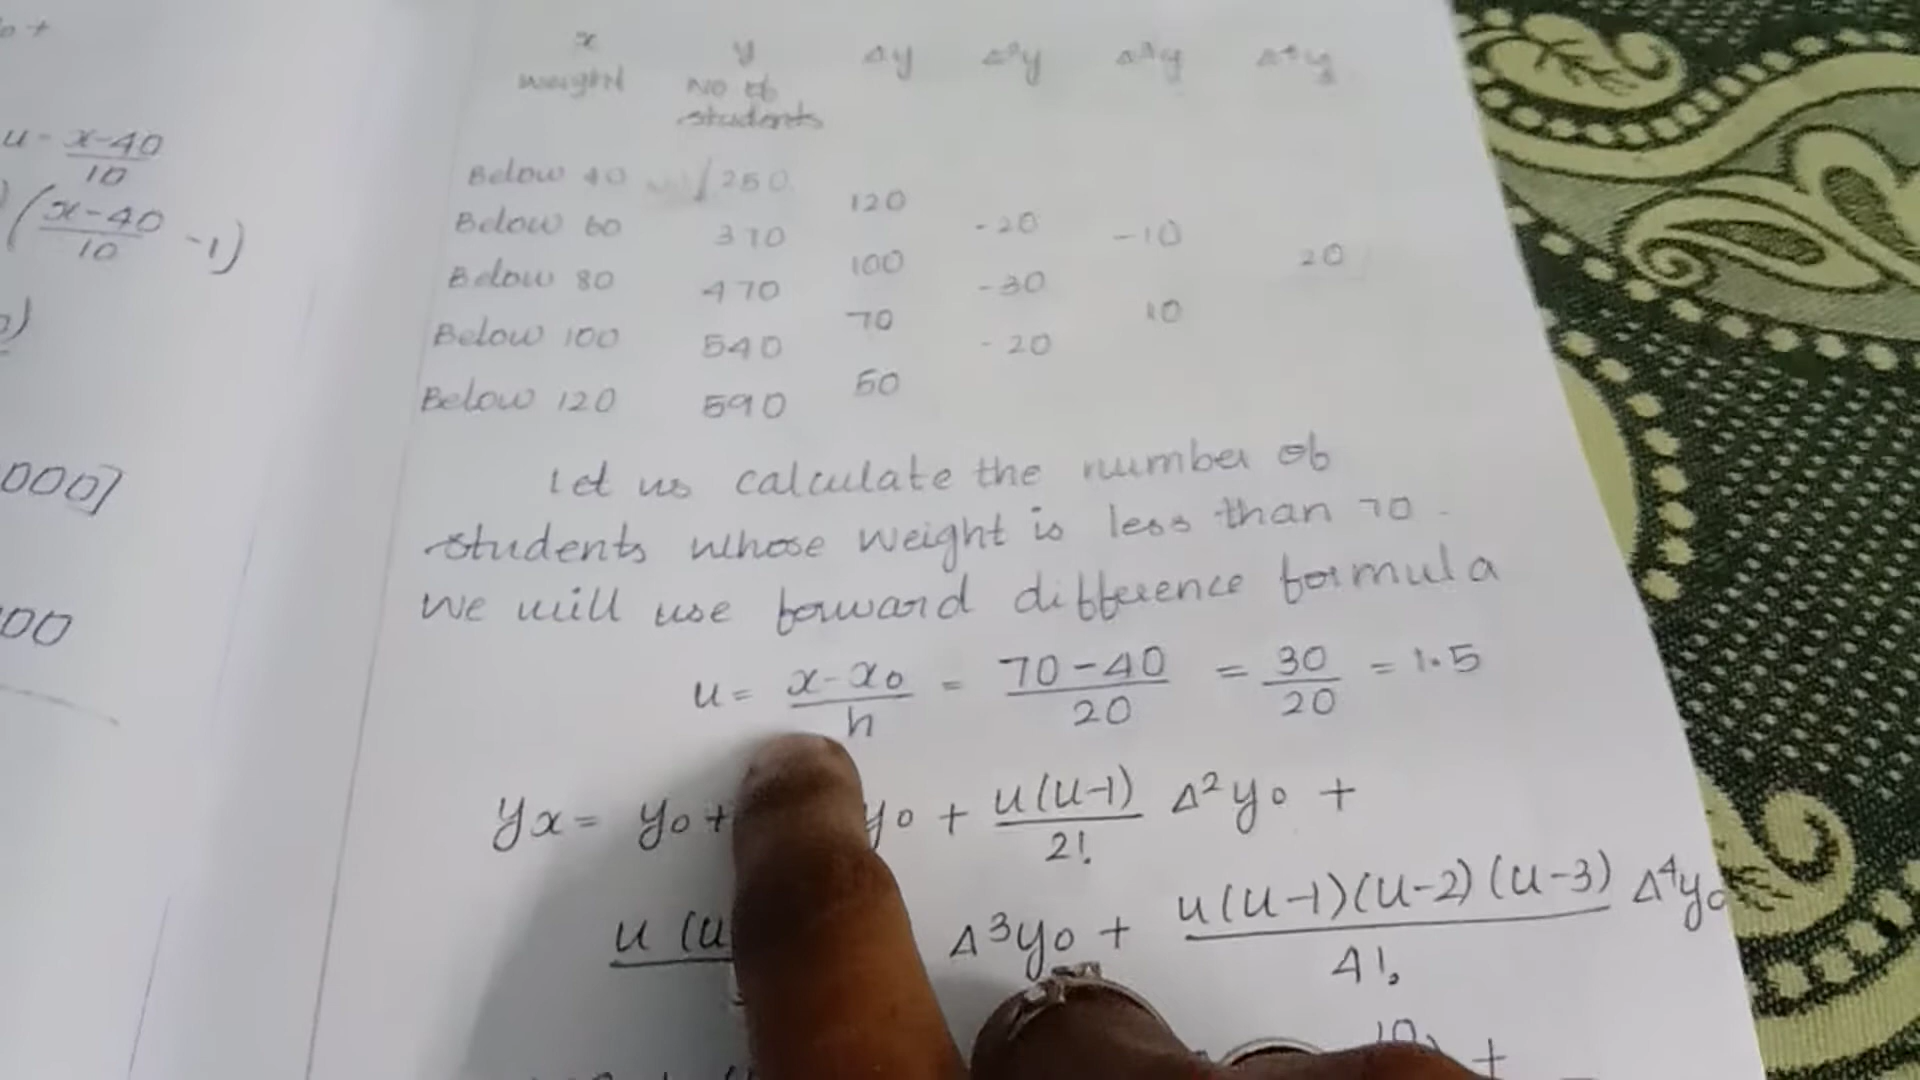 0 +
u - x-40
10
( x-40
10
-1)
)
000]
00
x y Δy Δ²y Δ³y Δ⁴y
weight No of
students
Below 40 250
120
Below 60 370 -20
100 -10
Below 80 470 -30 20
70 10
Below 100 540 -20
50
Below 120 590
Let us calculate the number of
students whose weight is less than 70.
We will use forward difference formula
u = x - x0 / h = 70 - 40 / 20 = 30 / 20 = 1.5
yx = y0 + y0 + u(u-1) / 2! Δ²y0 +
u (u Δ³y0 + u(u-1)(u-2)(u-3) / 4! Δ⁴y0
10 +